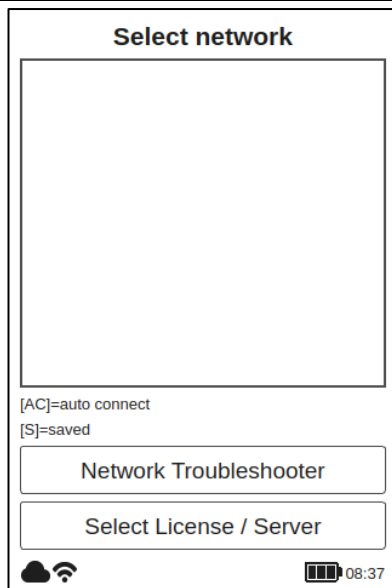 Select network
[AC]=auto connect
[S]=saved
Network Troubleshooter
Select License / Server
08:37